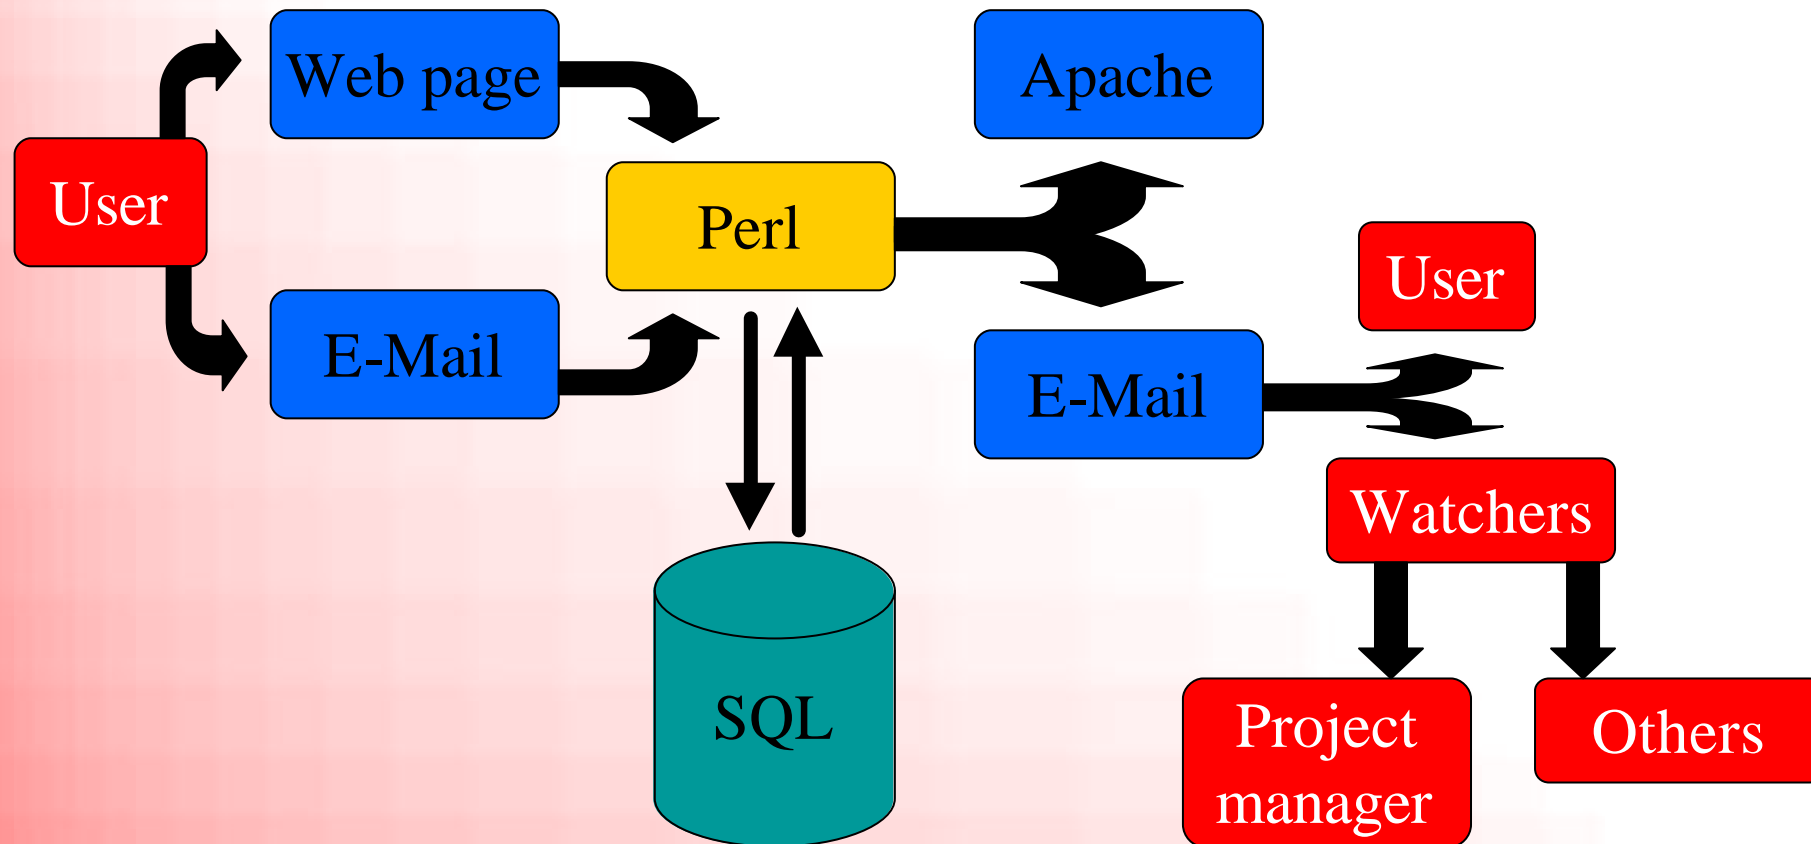 Web page
Apache
User
Perl
User
E-Mail
E-Mail
Watchers
SQL
Project
manager
Others